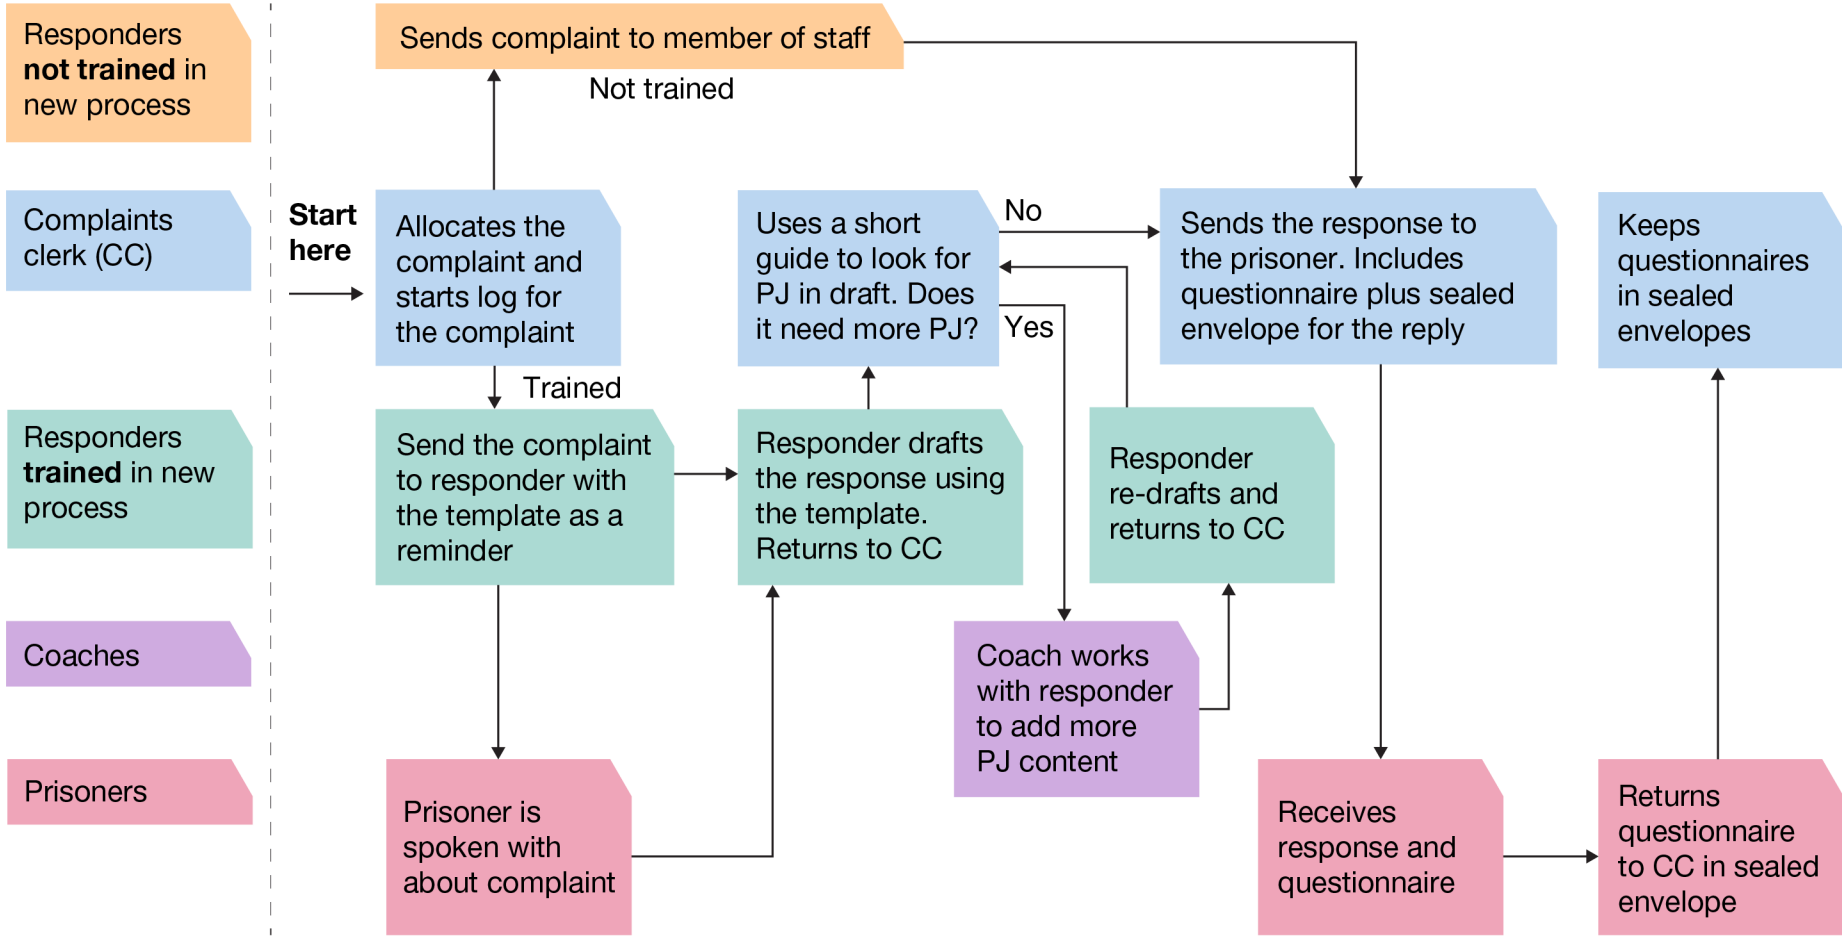 Responders
not trained in
new process
Complaints
clerk (CC)
Responders
trained in new
process
Coaches
Prisoners
Start
here
Sends complaint to member of staff
Not trained
Allocates the
complaint and
starts log for
the complaint
Trained
Send the complaint
to responder with
the template as a
reminder
Prisoner is
spoken with
about complaint
Responder drafts
the response using
the template.
Returns to CC
Uses a short
guide to look for
PJ in draft. Does
it need more PJ?
No
Yes
Coach works
with responder
to add more
PJ content
Responder
re-drafts and
returns to CC
Sends the response to
the prisoner. Includes
questionnaire plus sealed
envelope for the reply
Receives
response and
questionnaire
Returns
questionnaire
to CC in sealed
envelope
Keeps
questionnaires
in sealed
envelopes